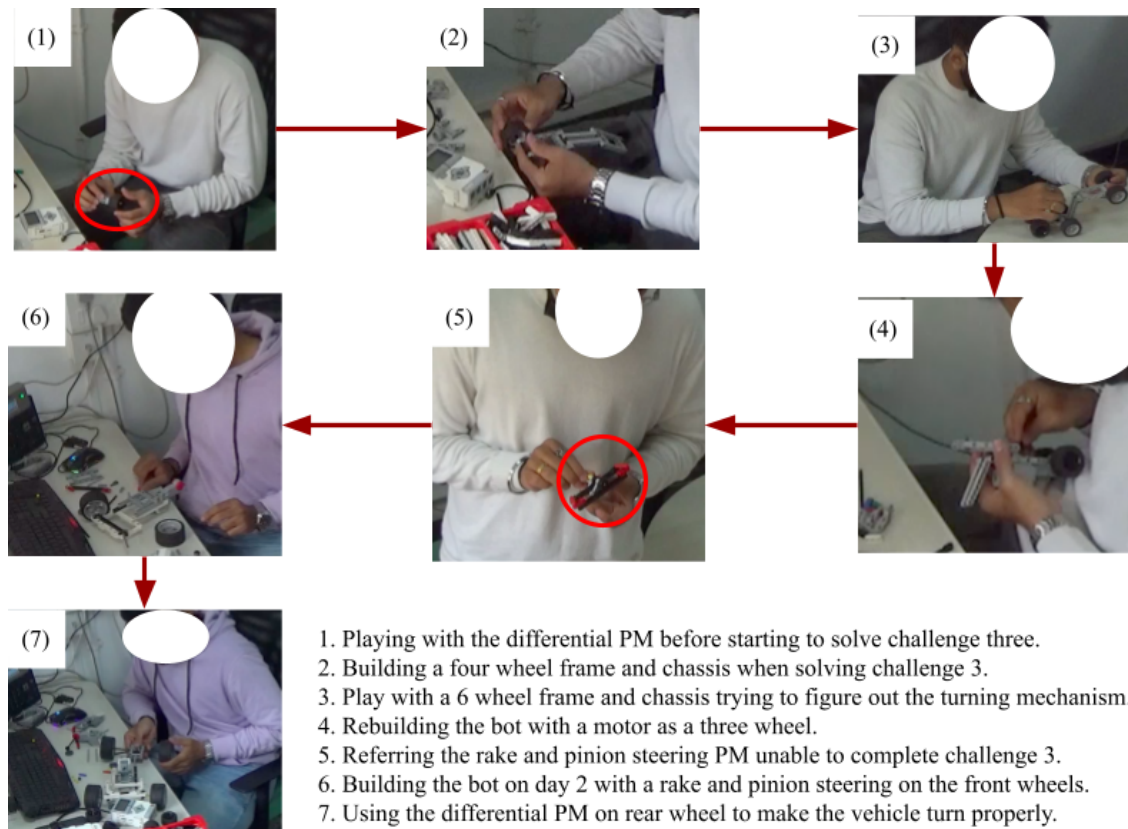 (1)
(2)
(3)
(6)
(5)
(4)
(7)
1. Playing with the differential PM before starting to solve challenge three.
2. Building a four wheel frame and chassis when solving challenge 3.
3. Play with a 6 wheel frame and chassis trying to figure out the turning mechanism.
4. Rebuilding the bot with a motor as a three wheel.
5. Referring the rake and pinion steering PM unable to complete challenge 3.
6. Building the bot on day 2 with a rake and pinion steering on the front wheels.
7. Using the differential PM on rear wheel to make the vehicle turn properly.